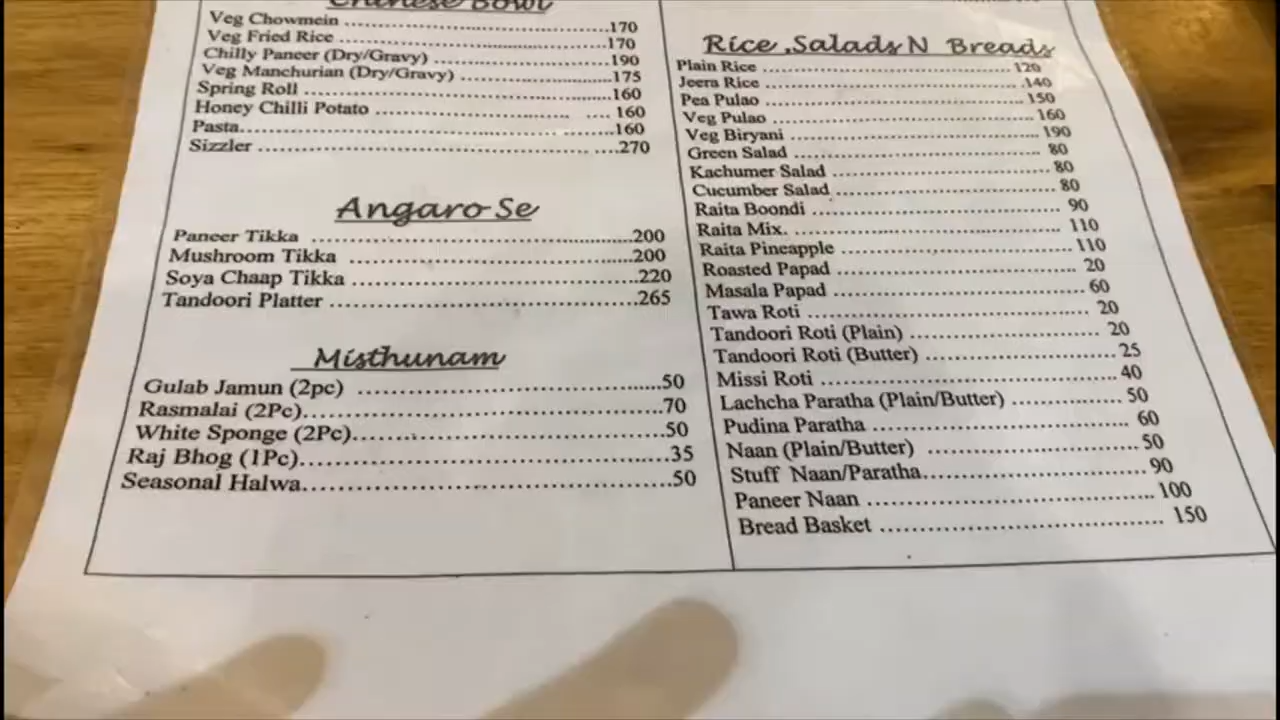 Chinese Bowl
Veg Chowmein ........170
Veg Fried Rice ........170
Chilly Paneer (Dry/Gravy) ........190
Veg Manchurian (Dry/Gravy) ........175
Spring Roll ........160
Honey Chilli Potato ........ 160
Pasta........160
Sizzler ........270
Angaro Se
Paneer Tikka ........200
Mushroom Tikka ........200
Soya Chaap Tikka ........220
Tandoori Platter ........265
Misthunam
Gulab Jamun (2pc) ........50
Rasmalai (2Pc)........70
White Sponge (2Pc)........50
Raj Bhog (1Pc)........35
Seasonal Halwa........50
Rice ,Salads N Breads
Plain Rice ........120
Jeera Rice ........140
Pea Pulao ........150
Veg Pulao ........160
Veg Biryani ........190
Green Salad ........ 80
Kachumer Salad ........ 80
Cucumber Salad ........ 80
Raita Boondi ........ 90
Raita Mix. ........ 110
Raita Pineapple ........110
Roasted Papad ........ 20
Masala Papad ........ 60
Tawa Roti ........ 20
Tandoori Roti (Plain) ........ 20
Tandoori Roti (Butter) ........25
Missi Roti ........40
Lachcha Paratha (Plain/Butter) ........ 50
Pudina Paratha ........ 60
Naan (Plain/Butter) ........50
Stuff Naan/Paratha........90
Paneer Naan ........100
Bread Basket ........ 150